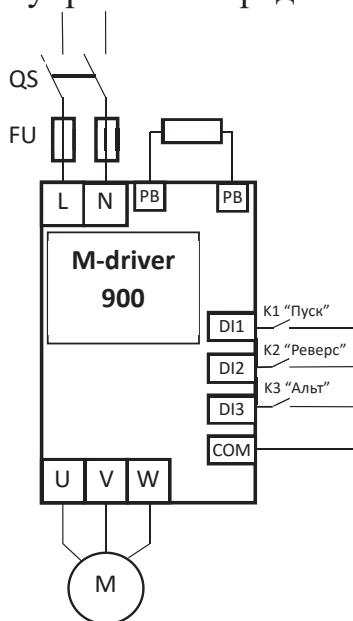 QS
FU
L N PB PB
M-driver
900
K1 "Пуск"
DI1
K2 "Реверс"
DI2
K3 "Альт"
DI3
COM
U V W
M